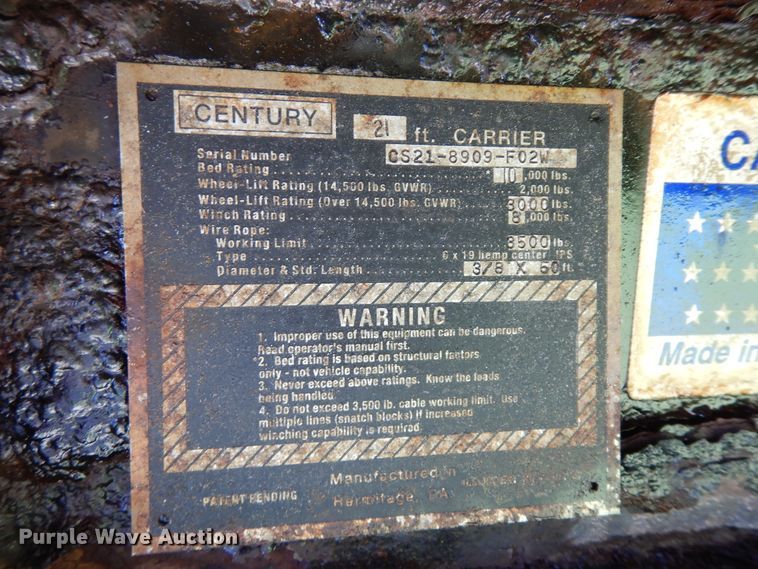 CENTURY 21 ft. CARRIER
Serial Number CS21-8909-F02W
Bed Rating 10,000 lbs.
Wheel-Lift Rating (14,500 lbs. GVWR) 2,000 lbs.
Wheel-Lift Rating (Over 14,500 lbs. GVWR) 3000 lbs.
Winch Rating 8,000 lbs.
Wire Rope:
Working Limit 3500 lbs.
Type 6 x 19 hemp center IPS
Diameter & Std. Length 3/8 X 50 ft.
WARNING
1. Improper use of this equipment can be dangerous.
Read operator's manual first.
*2. Bed rating is based on structural factors
only - not vehicle capability.
3. Never exceed above ratings. Know the loads
being handled
4. Do not exceed 3,500 lb. cable working limit. Use
multiple lines (snatch blocks) if increased
winching capability is required
Manufactured in
PATENT PENDING
Hermitage, PA
Made in
Purple Wave Auction